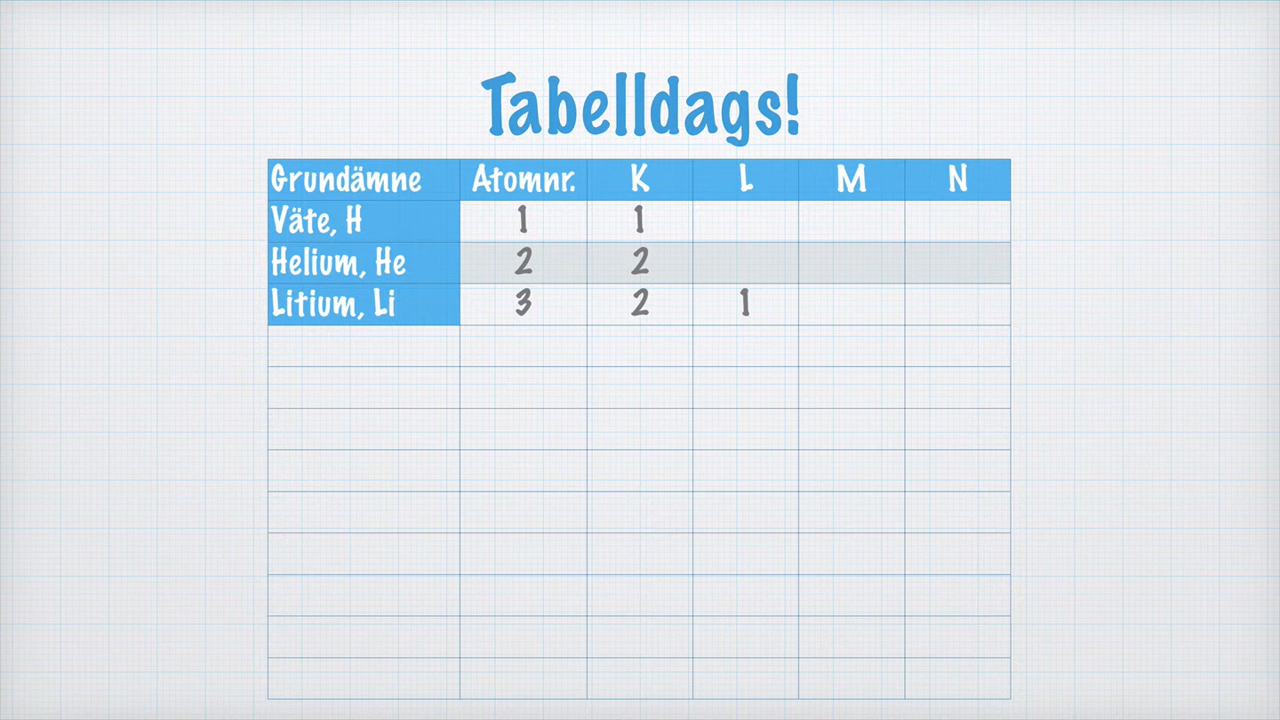 Tabelldags!
Grundämne Atomnr. K L M N
Väte, H 1 1
Helium, He 2 2
Litium, Li 3 2 1